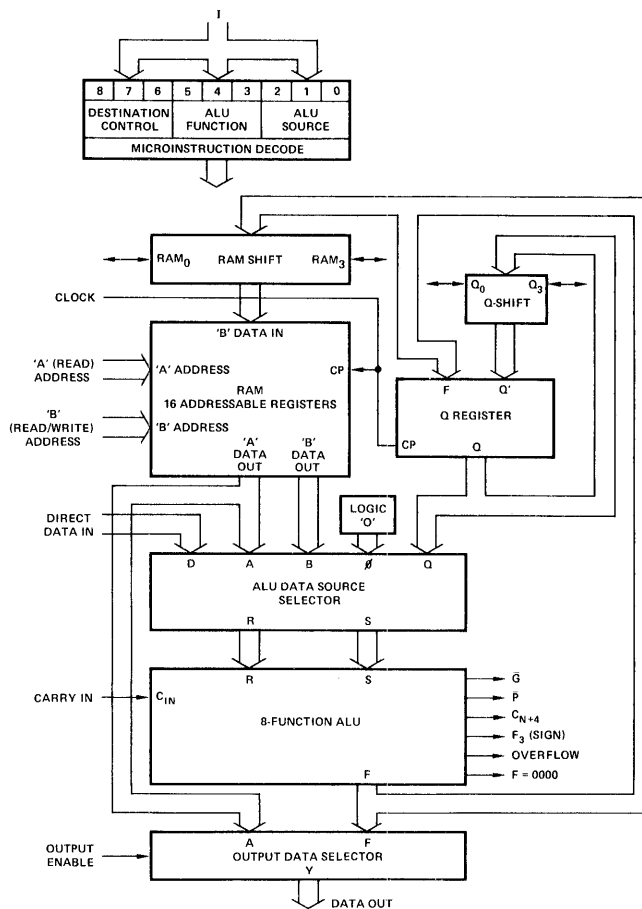 I
8 7 6 5 4 3 2 1 0
DESTINATION CONTROL
ALU FUNCTION
ALU SOURCE
MICROINSTRUCTION DECODE
RAM0 RAM SHIFT RAM3
Q0 Q3
Q-SHIFT
CLOCK
'B' DATA IN
'A' (READ) ADDRESS
'A' ADDRESS
CP
RAM
16 ADDRESSABLE REGISTERS
'B' (READ/WRITE) ADDRESS
'B' ADDRESS
'A' DATA OUT
'B' DATA OUT
F Q'
Q REGISTER
CP Q
LOGIC 'O'
DIRECT DATA IN
D A B Ø Q
ALU DATA SOURCE SELECTOR
R S
R S
CARRY IN
CIN
8-FUNCTION ALU
F
G̅
P̅
CN+4
F3 (SIGN)
OVERFLOW
F = 0000
A F
OUTPUT ENABLE
OUTPUT DATA SELECTOR
Y
DATA OUT